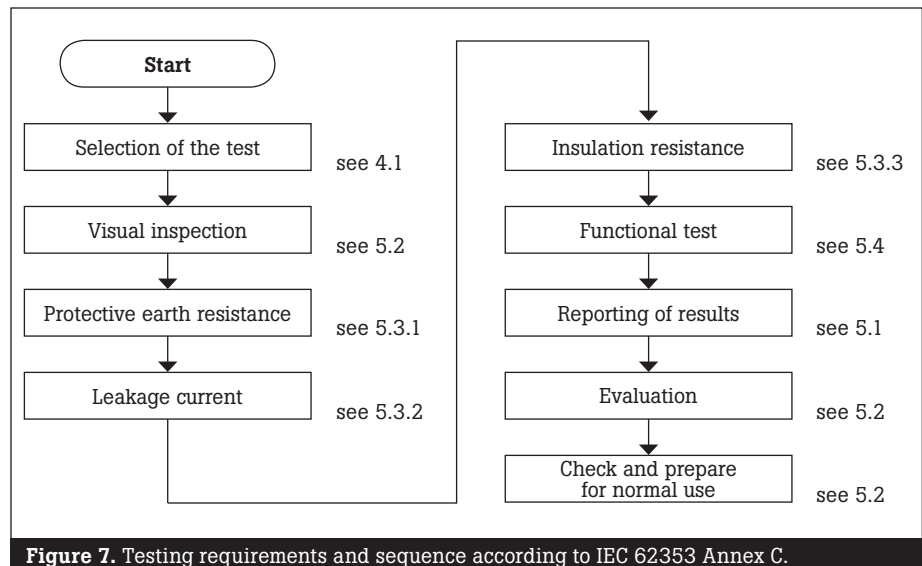 Start
Selection of the test
see 4.1
Visual inspection
see 5.2
Protective earth resistance
see 5.3.1
Leakage current
see 5.3.2
Insulation resistance
see 5.3.3
Functional test
see 5.4
Reporting of results
see 5.1
Evaluation
see 5.2
Check and prepare
for normal use
see 5.2
Figure 7. Testing requirements and sequence according to IEC 62353 Annex C.